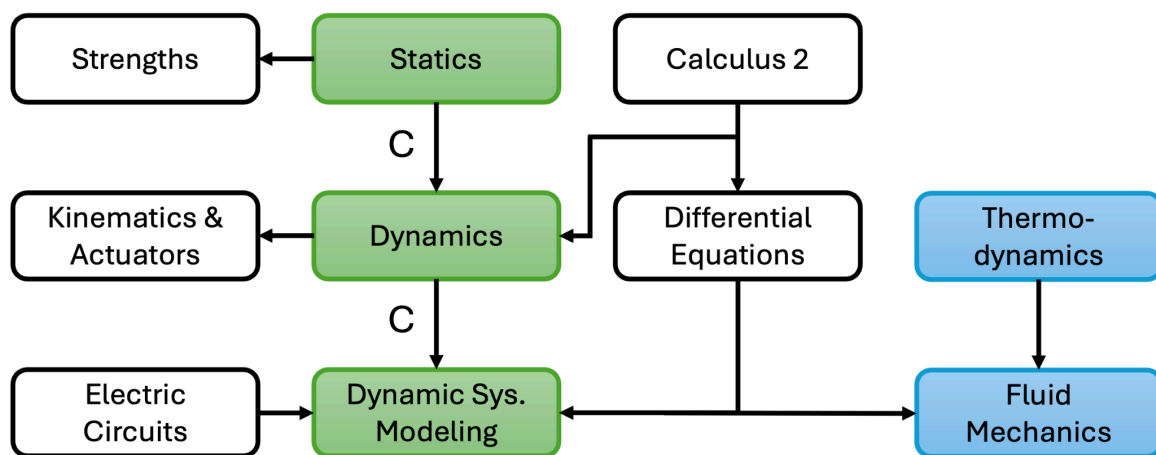 Strengths
Statics
Calculus 2
C
Kinematics &
Actuators
Dynamics
Differential
Equations
Thermo-
dynamics
C
Electric
Circuits
Dynamic Sys.
Modeling
Fluid
Mechanics